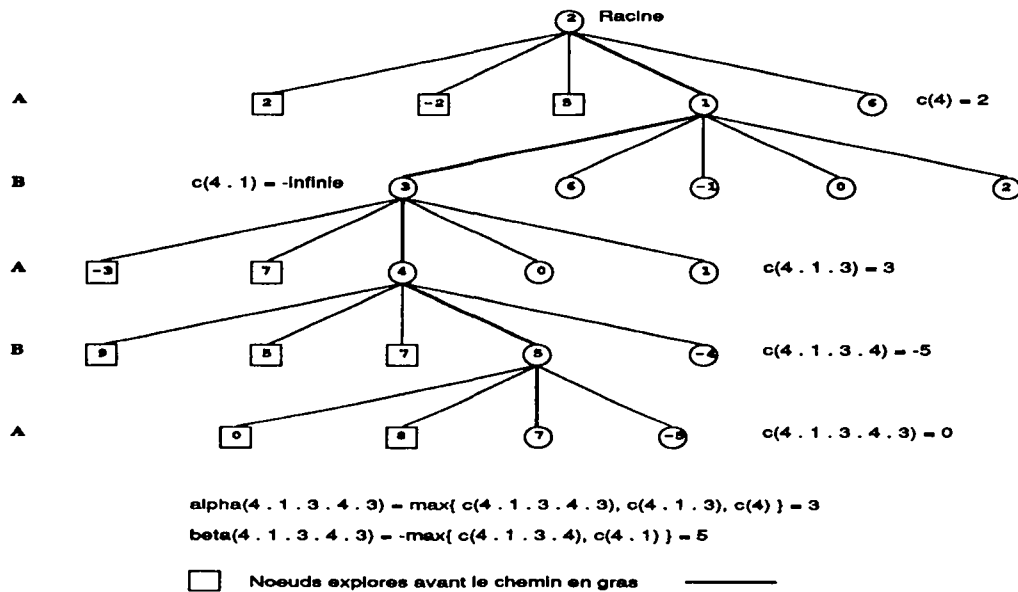 2 Racine
A 2 -2 5 1 6 c(4) = 2
B c(4 . 1) = -infinie 3 6 -1 0 2
A -3 7 4 0 1 c(4 . 1 . 3) = 3
B 9 5 7 5 -4 c(4 . 1 . 3 . 4) = -5
A 0 8 7 -5 c(4 . 1 . 3 . 4 . 3) = 0
alpha(4 . 1 . 3 . 4 . 3) = max{ c(4 . 1 . 3 . 4 . 3), c(4 . 1 . 3), c(4) } = 3
beta(4 . 1 . 3 . 4 . 3) = -max{ c(4 . 1 . 3 . 4), c(4 . 1) } = 5
Noeuds explores avant le chemin en gras